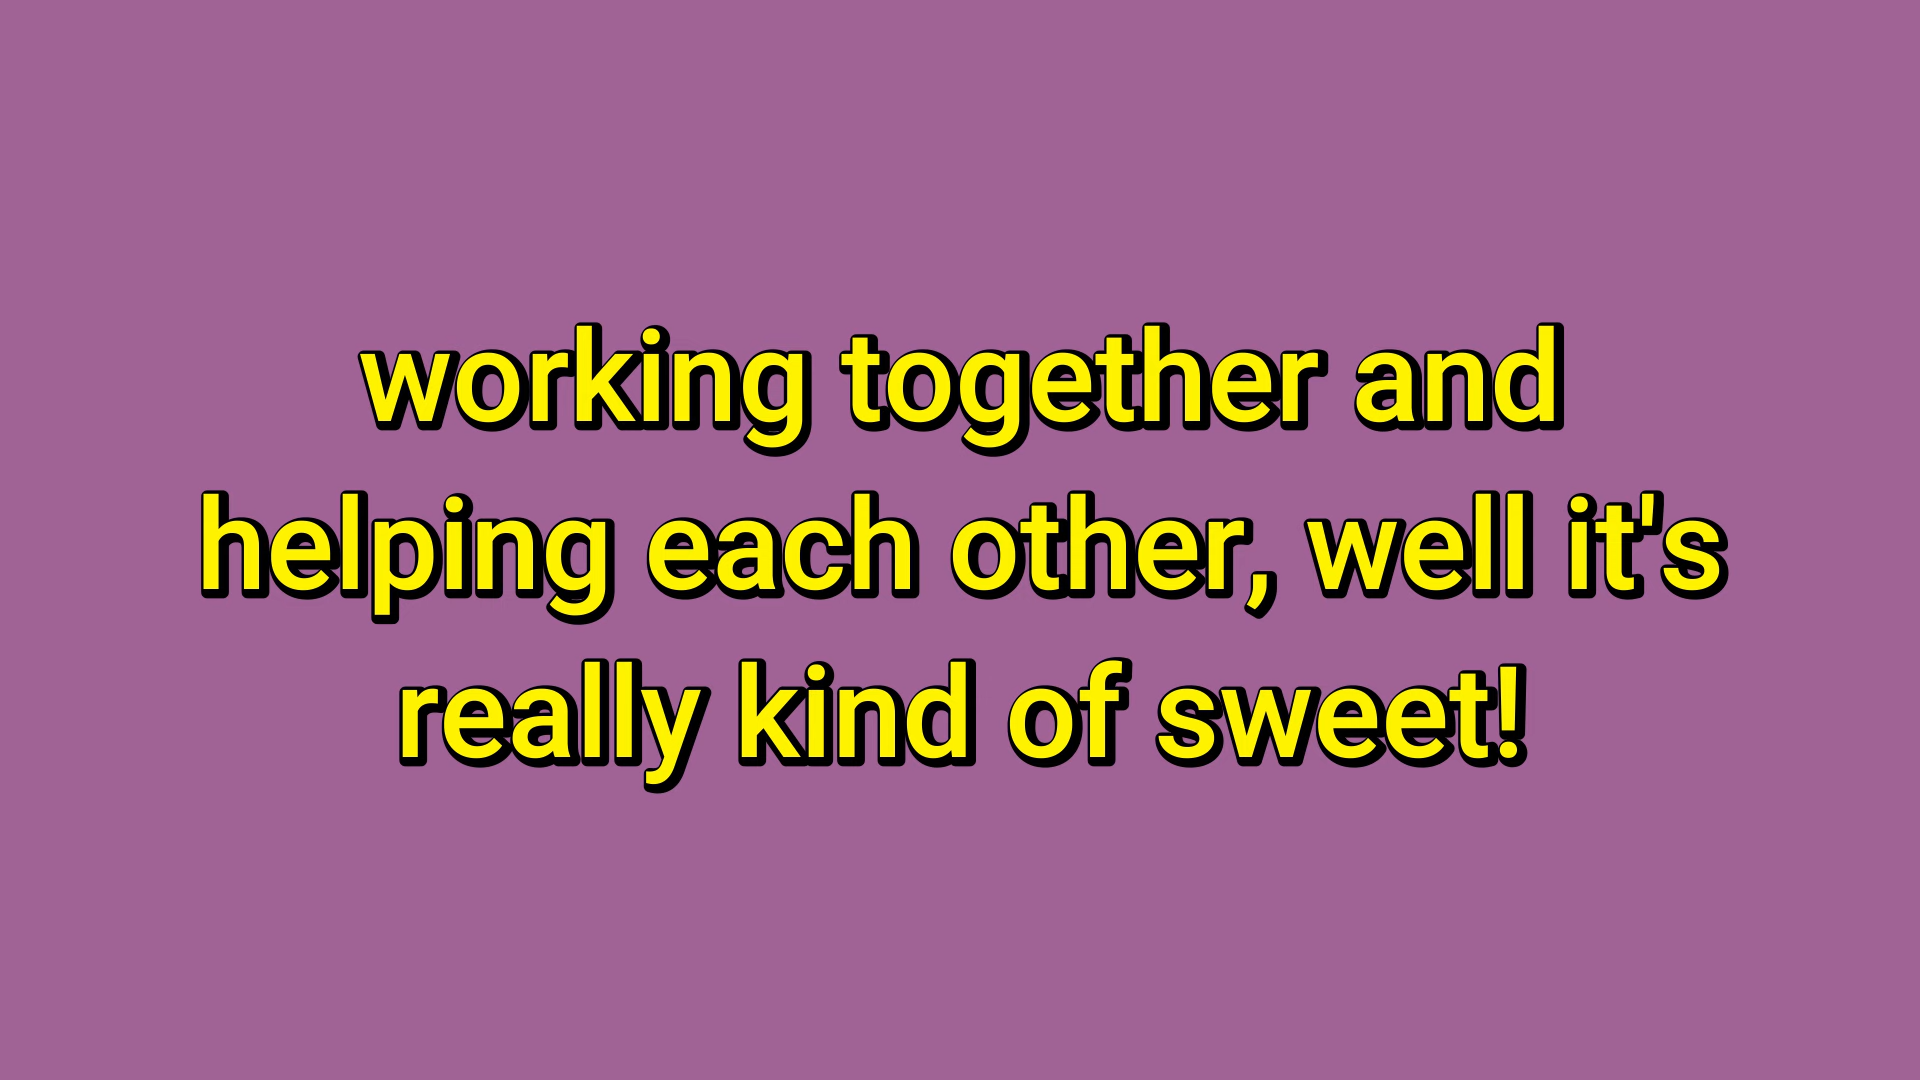 working together and
helping each other, well it's
really kind of sweet!